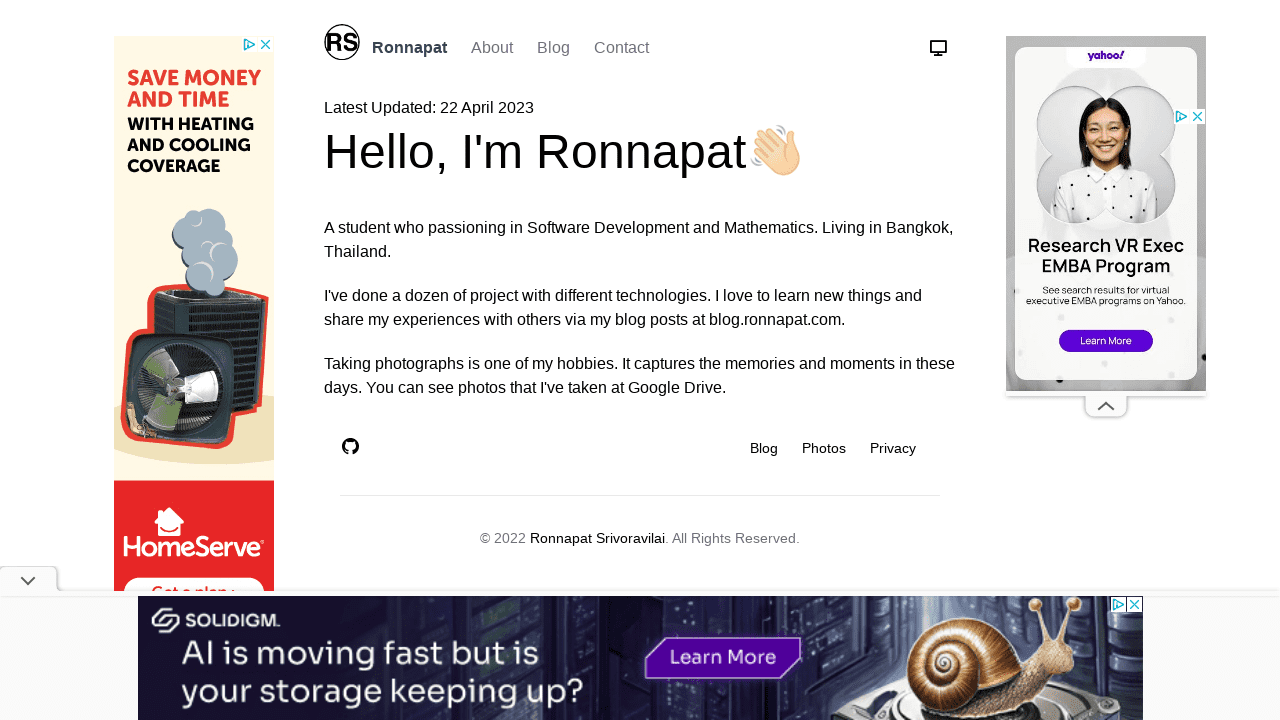 RS
Ronnapat About Blog Contact
Latest Updated: 22 April 2023
Hello, I'm Ronnapat
A student who passioning in Software Development and Mathematics. Living in Bangkok,
Thailand.
I've done a dozen of project with different technologies. I love to learn new things and
share my experiences with others via my blog posts at blog.ronnapat.com.
Taking photographs is one of my hobbies. It captures the memories and moments in these
days. You can see photos that I've taken at Google Drive.
Blog Photos Privacy
© 2022 Ronnapat Srivoravilai. All Rights Reserved.
SAVE MONEY
AND TIME
WITH HEATING
AND COOLING
COVERAGE
HomeServe
Get a plan
yahoo!
Research VR Exec
EMBA Program
See search results for virtual
executive EMBA programs on Yahoo.
Learn More
SOLIDIGM
AI is moving fast but is
your storage keeping up?
Learn More